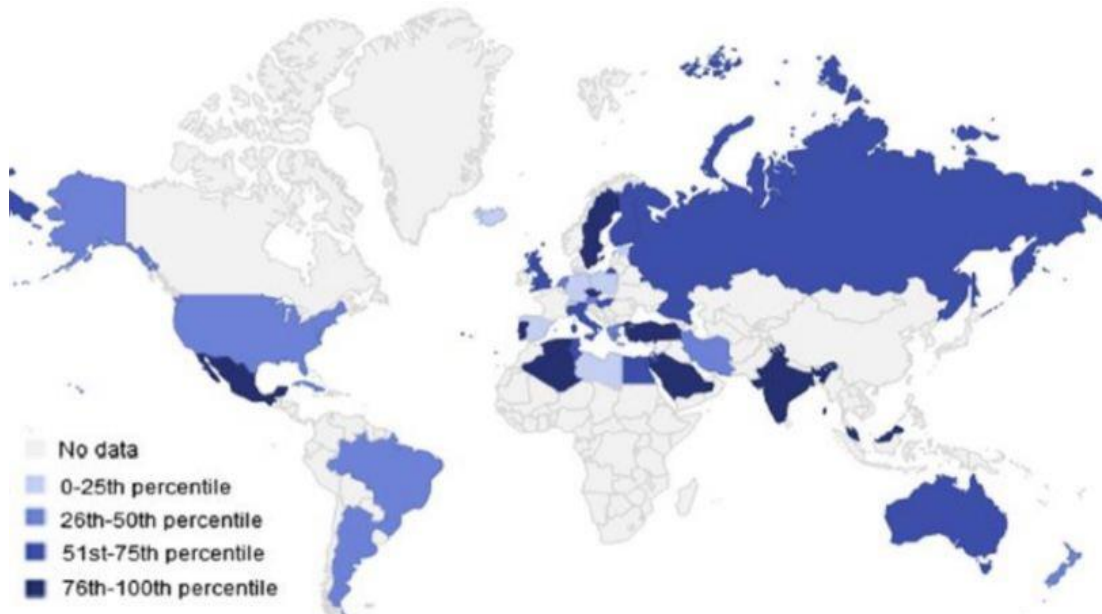 No data
0-25th percentile
26th-50th percentile
51st-75th percentile
76th-100th percentile